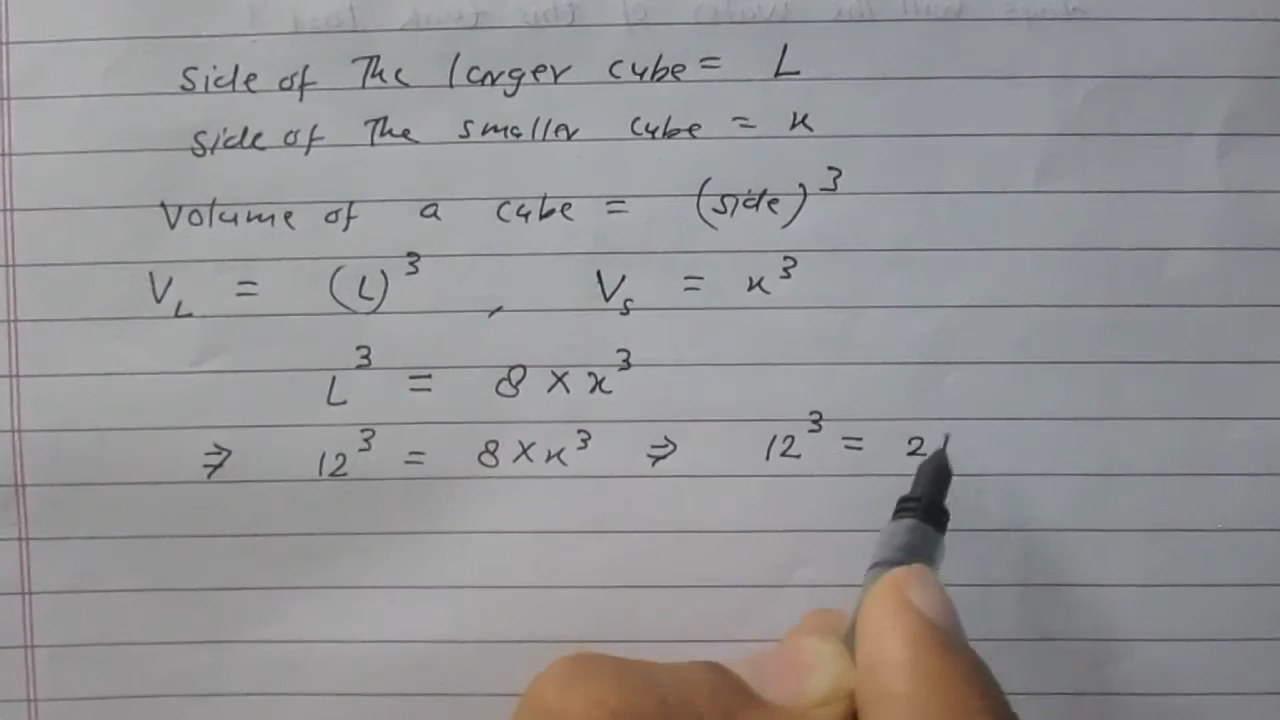 Side of The larger cube = L
Side of The smaller cube = x
Volume of a cube = (side)³
V_L = (L)³ , V_s = x³
L³ = 8 × x³
⇒ 12³ = 8 × x³ ⇒ 12³ = 2